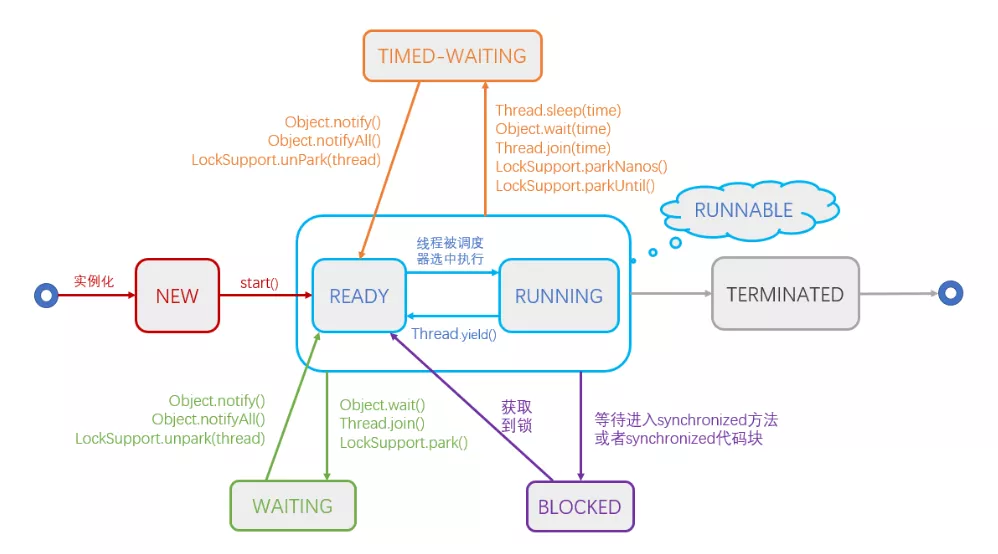 TIMED-WAITING
Object.notify()
Object.notifyAll()
LockSupport.unPark(thread)
Thread.sleep(time)
Object.wait(time)
Thread.join(time)
LockSupport.parkNanos()
LockSupport.parkUntil()
RUNNABLE
实例化
NEW
start()
READY
线程被调度
器选中执行
Thread.yield()
RUNNING
TERMINATED
Object.notify()
Object.notifyAll()
LockSupport.unpark(thread)
Object.wait()
Thread.join()
LockSupport.park()
获取
到锁
等待进入synchronized方法
或者synchronized代码块
WAITING
BLOCKED